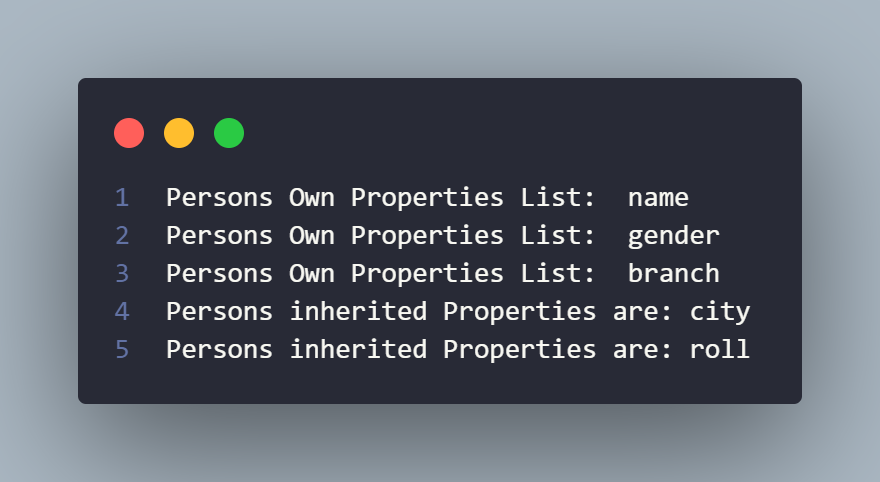 1 Persons Own Properties List:  name
2 Persons Own Properties List:  gender
3 Persons Own Properties List:  branch
4 Persons inherited Properties are: city
5 Persons inherited Properties are: roll